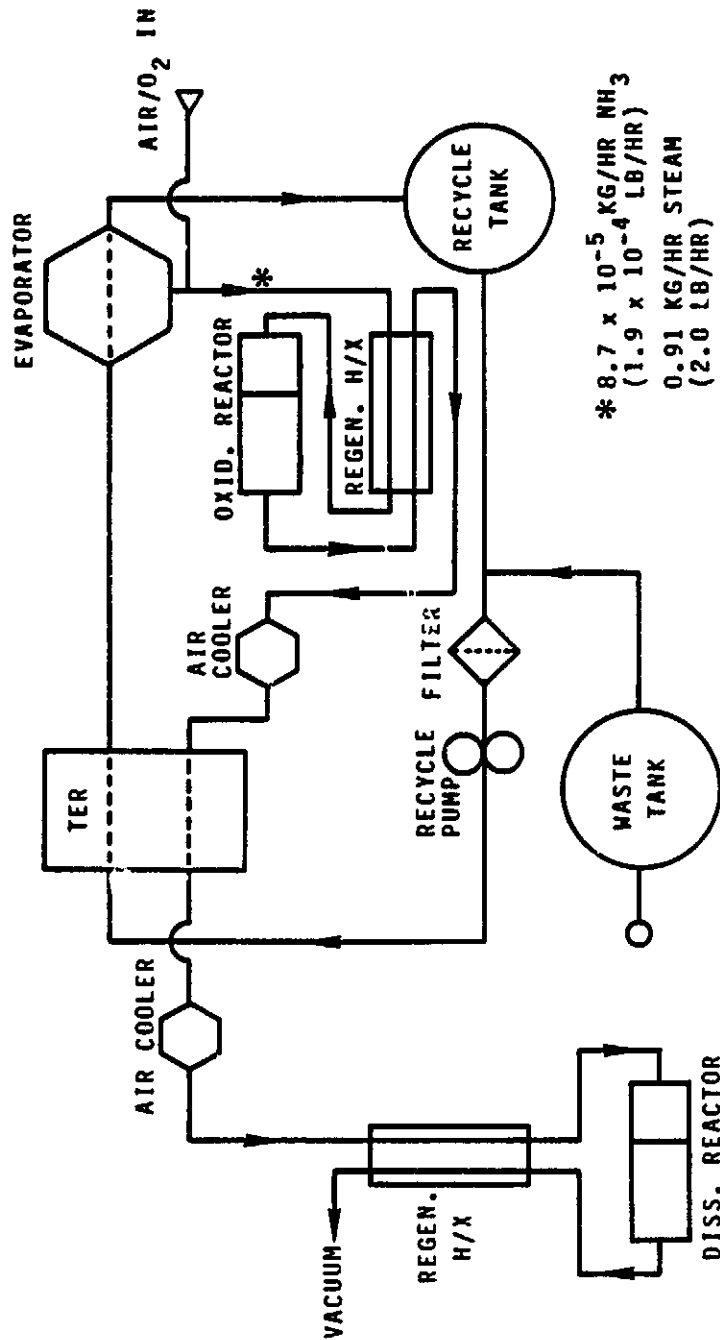 EVAPORATOR
AIR/O2 IN
TER
AIR COOLER
AIR
COOLER
OXID. REACTOR
REGEN. H/X
RECYCLE
TANK
VACUUM
REGEN.
H/X
DISS. REACTOR
RECYCLE
PUMP
FILTER
WASTE
TANK
* 8.7 x 10-5 KG/HR NH3
(1.9 x 10-4 LB/HR)
0.91 KG/HR STEAM
(2.0 LB/HR)